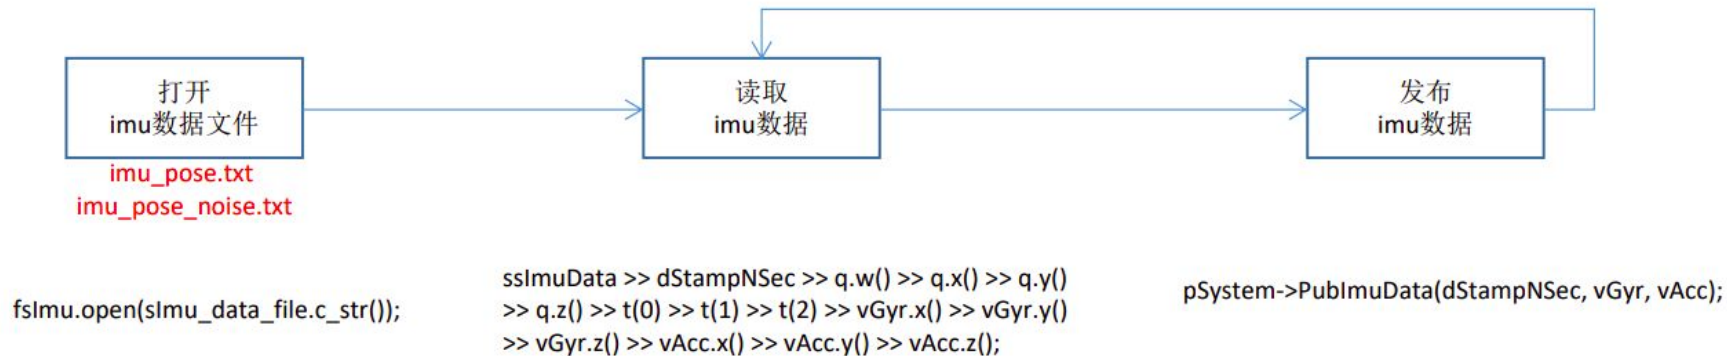 打开
imu数据文件
读取
imu数据
发布
imu数据
imu_pose.txt
imu_pose_noise.txt
fsImu.open(sImu_data_file.c_str());
ssImuData >> dStampNSec >> q.w() >> q.x() >> q.y()
>> q.z() >> t(0) >> t(1) >> t(2) >> vGyr.x() >> vGyr.y()
>> vGyr.z() >> vAcc.x() >> vAcc.y() >> vAcc.z();
pSystem->PubImuData(dStampNSec, vGyr, vAcc);